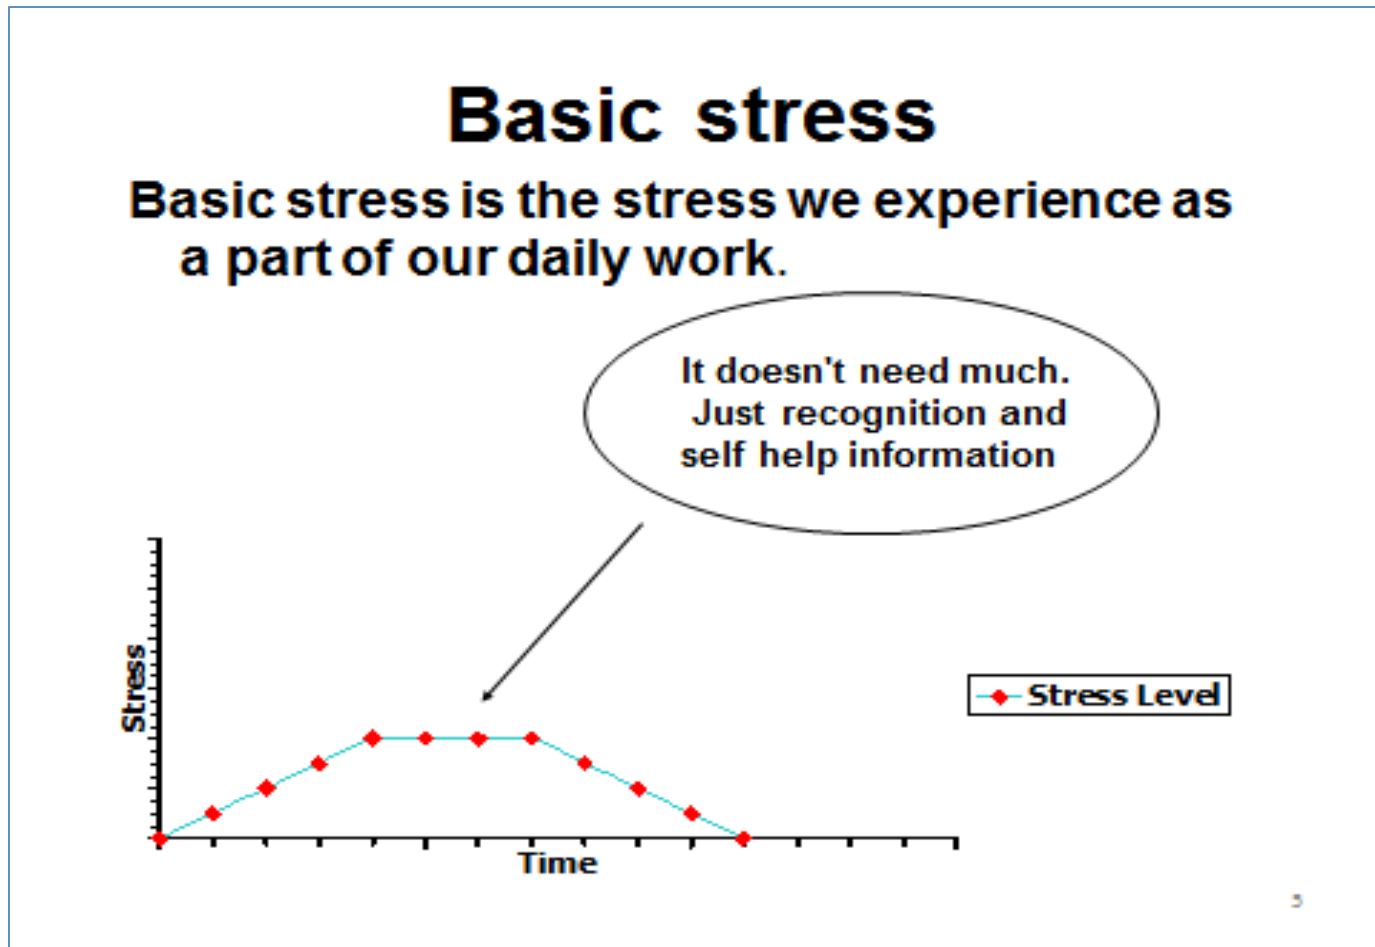 Basic stress
Basic stress is the stress we experience as
a part of our daily work.
It doesn't need much.
Just recognition and
self help information
Stress
Stress Level
Time